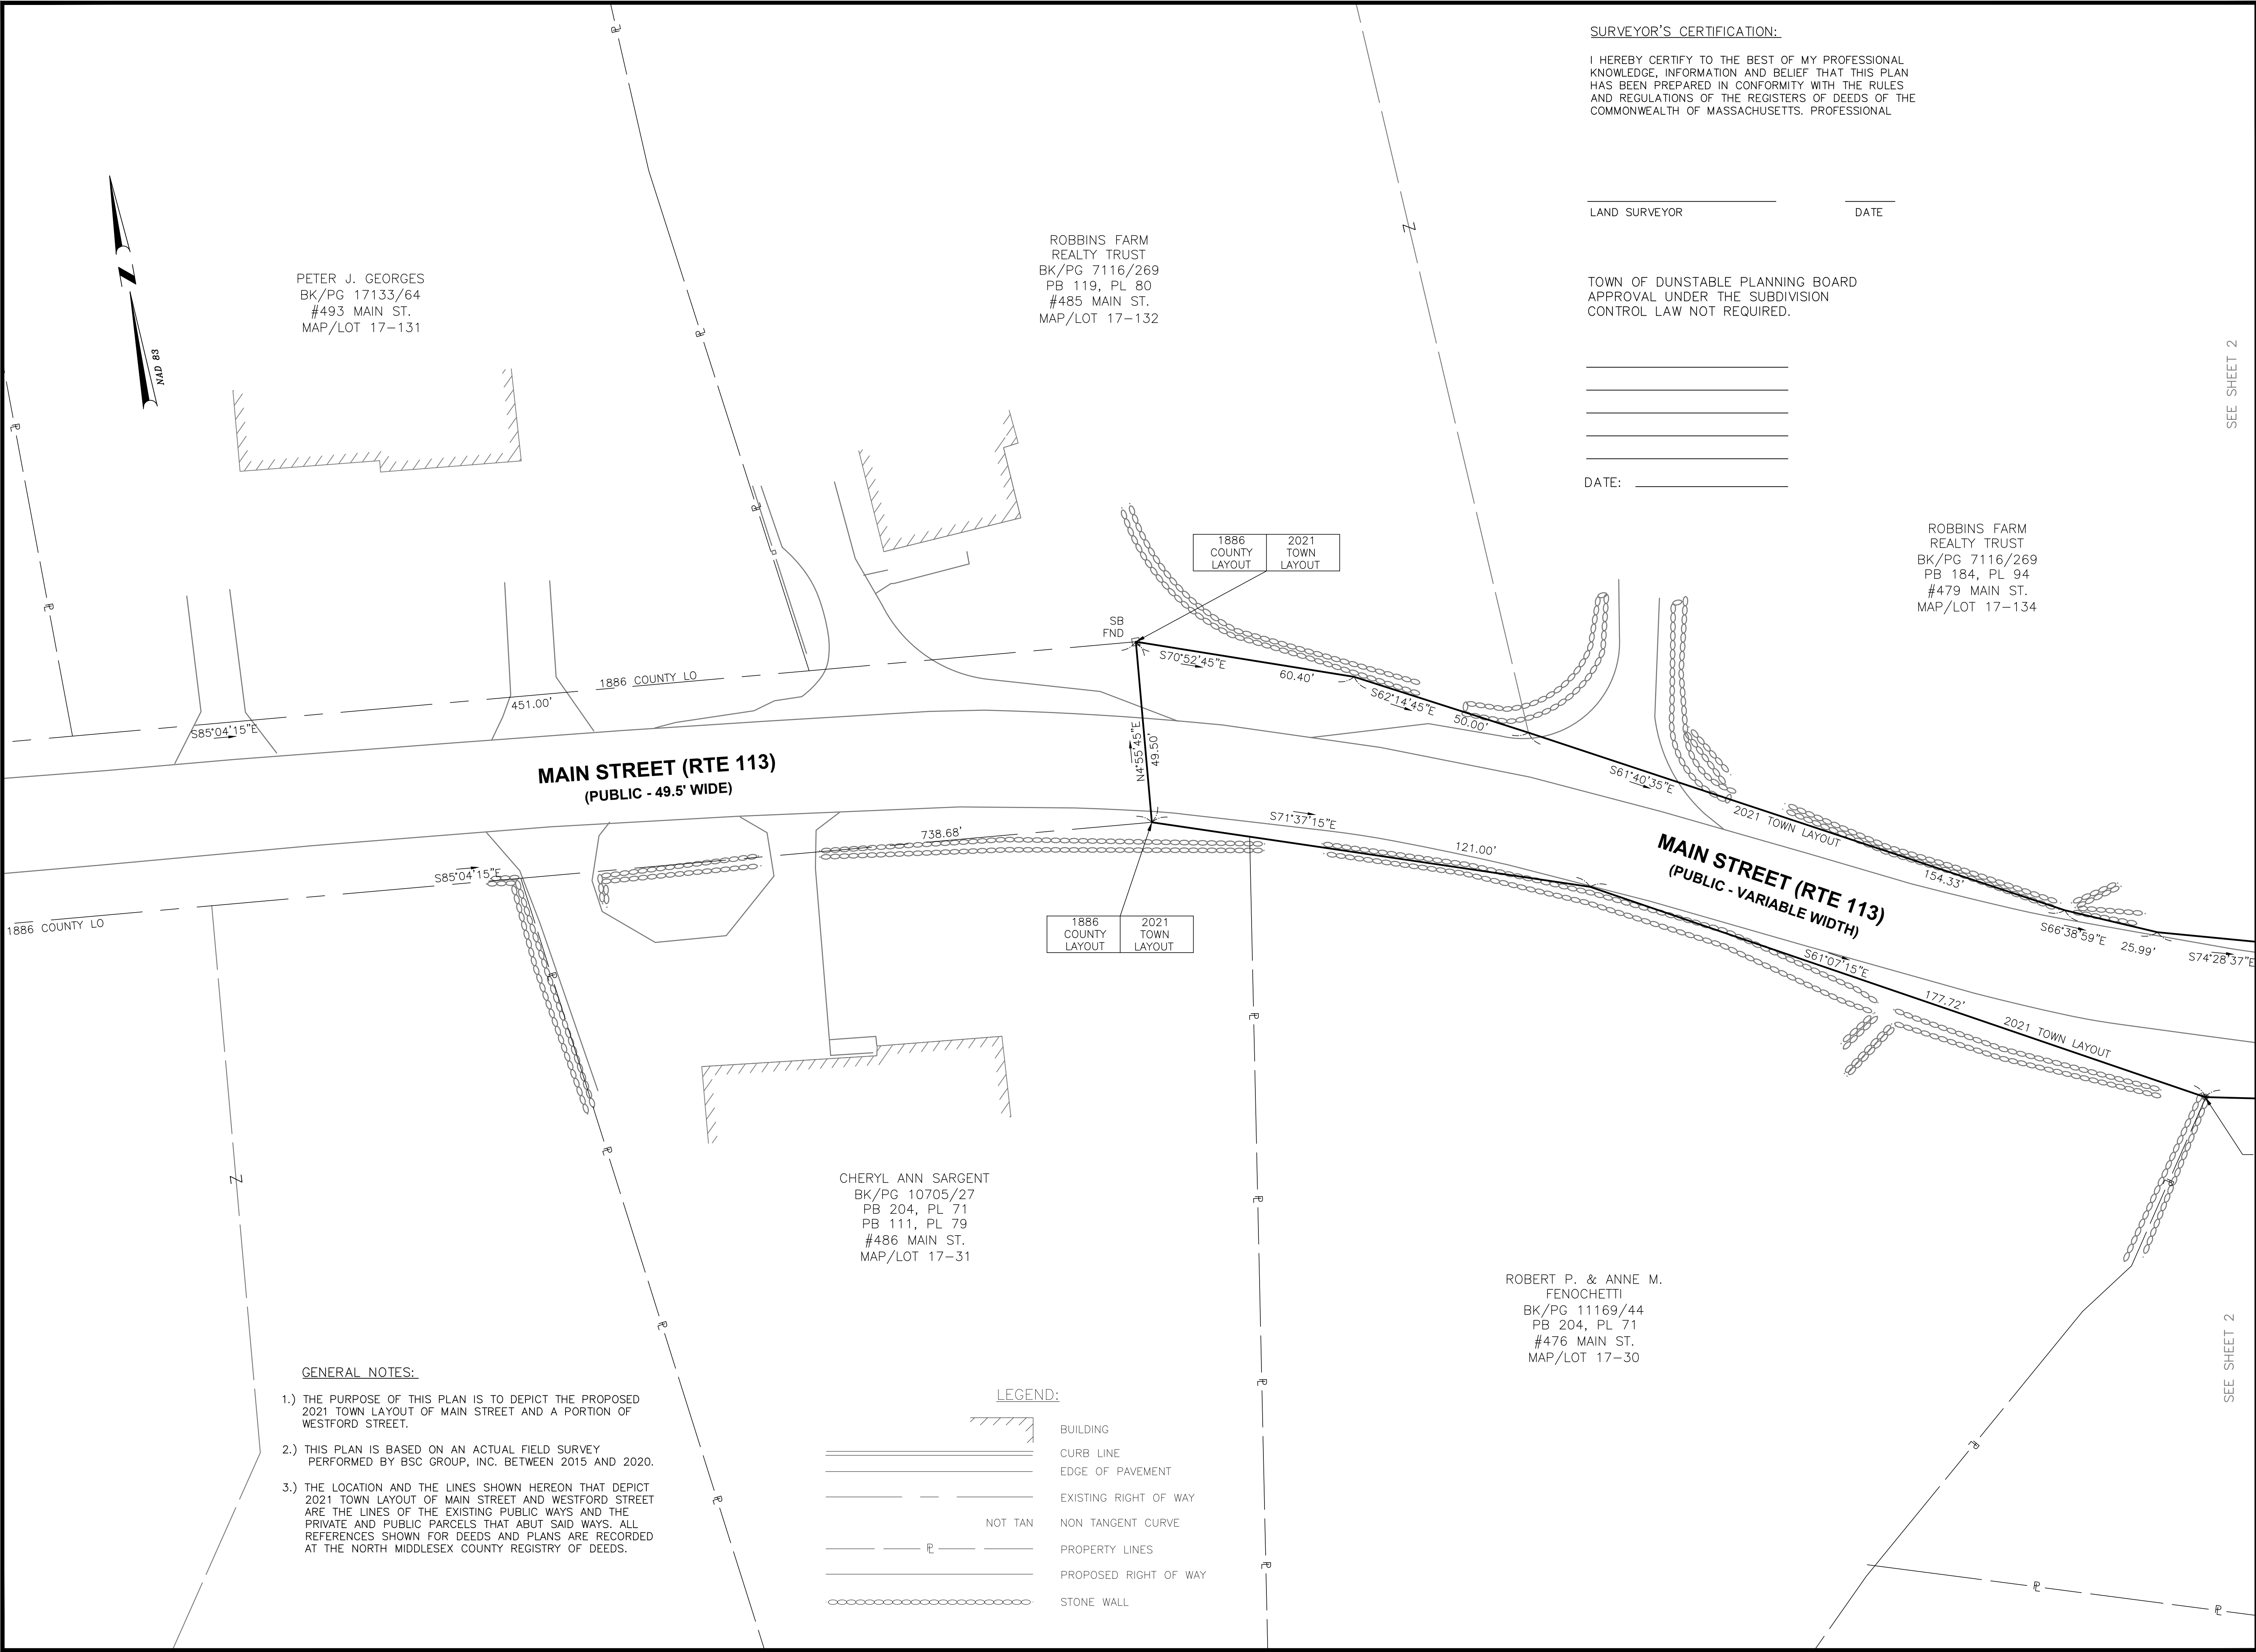 SURVEYOR'S CERTIFICATION:
I HEREBY CERTIFY TO THE BEST OF MY PROFESSIONAL
KNOWLEDGE, INFORMATION AND BELIEF THAT THIS PLAN
HAS BEEN PREPARED IN CONFORMITY WITH THE RULES
AND REGULATIONS OF THE REGISTERS OF DEEDS OF THE
COMMONWEALTH OF MASSACHUSETTS. PROFESSIONAL
LAND SURVEYOR
DATE
TOWN OF DUNSTABLE PLANNING BOARD
APPROVAL UNDER THE SUBDIVISION
CONTROL LAW NOT REQUIRED.
DATE:
SEE SHEET 2
N
NAD 83
PETER J. GEORGES
BK/PG 17133/64
#493 MAIN ST.
MAP/LOT 17-131
ROBBINS FARM
REALTY TRUST
BK/PG 7116/269
PB 119, PL 80
#485 MAIN ST.
MAP/LOT 17-132
ROBBINS FARM
REALTY TRUST
BK/PG 7116/269
PB 184, PL 94
#479 MAIN ST.
MAP/LOT 17-134
1886
COUNTY
LAYOUT
2021
TOWN
LAYOUT
SB
FND
S70°52'45"E
60.40'
S62°14'45"E
50.00'
1886 COUNTY LO
451.00'
S85°04'15"E
N4°55'45"E
49.50'
MAIN STREET (RTE 113)
(PUBLIC - 49.5' WIDE)
S61°40'35"E
2021 TOWN LAYOUT
154.33'
S71°37'15"E
121.00'
MAIN STREET (RTE 113)
(PUBLIC - VARIABLE WIDTH)
S66°38'59"E
25.99'
S74°28'37"E
738.68'
S85°04'15"E
1886 COUNTY LO
1886
COUNTY
LAYOUT
2021
TOWN
LAYOUT
S61°07'15"E
177.72'
2021 TOWN LAYOUT
CHERYL ANN SARGENT
BK/PG 10705/27
PB 204, PL 71
PB 111, PL 79
#486 MAIN ST.
MAP/LOT 17-31
ROBERT P. & ANNE M.
FENOCHETTI
BK/PG 11169/44
PB 204, PL 71
#476 MAIN ST.
MAP/LOT 17-30
SEE SHEET 2
GENERAL NOTES:
1.) THE PURPOSE OF THIS PLAN IS TO DEPICT THE PROPOSED
2021 TOWN LAYOUT OF MAIN STREET AND A PORTION OF
WESTFORD STREET.
2.) THIS PLAN IS BASED ON AN ACTUAL FIELD SURVEY
PERFORMED BY BSC GROUP, INC. BETWEEN 2015 AND 2020.
3.) THE LOCATION AND THE LINES SHOWN HEREON THAT DEPICT
2021 TOWN LAYOUT OF MAIN STREET AND WESTFORD STREET
ARE THE LINES OF THE EXISTING PUBLIC WAYS AND THE
PRIVATE AND PUBLIC PARCELS THAT ABUT SAID WAYS. ALL
REFERENCES SHOWN FOR DEEDS AND PLANS ARE RECORDED
AT THE NORTH MIDDLESEX COUNTY REGISTRY OF DEEDS.
LEGEND:
BUILDING
CURB LINE
EDGE OF PAVEMENT
EXISTING RIGHT OF WAY
NOT TAN NON TANGENT CURVE
PROPERTY LINES
PROPOSED RIGHT OF WAY
STONE WALL